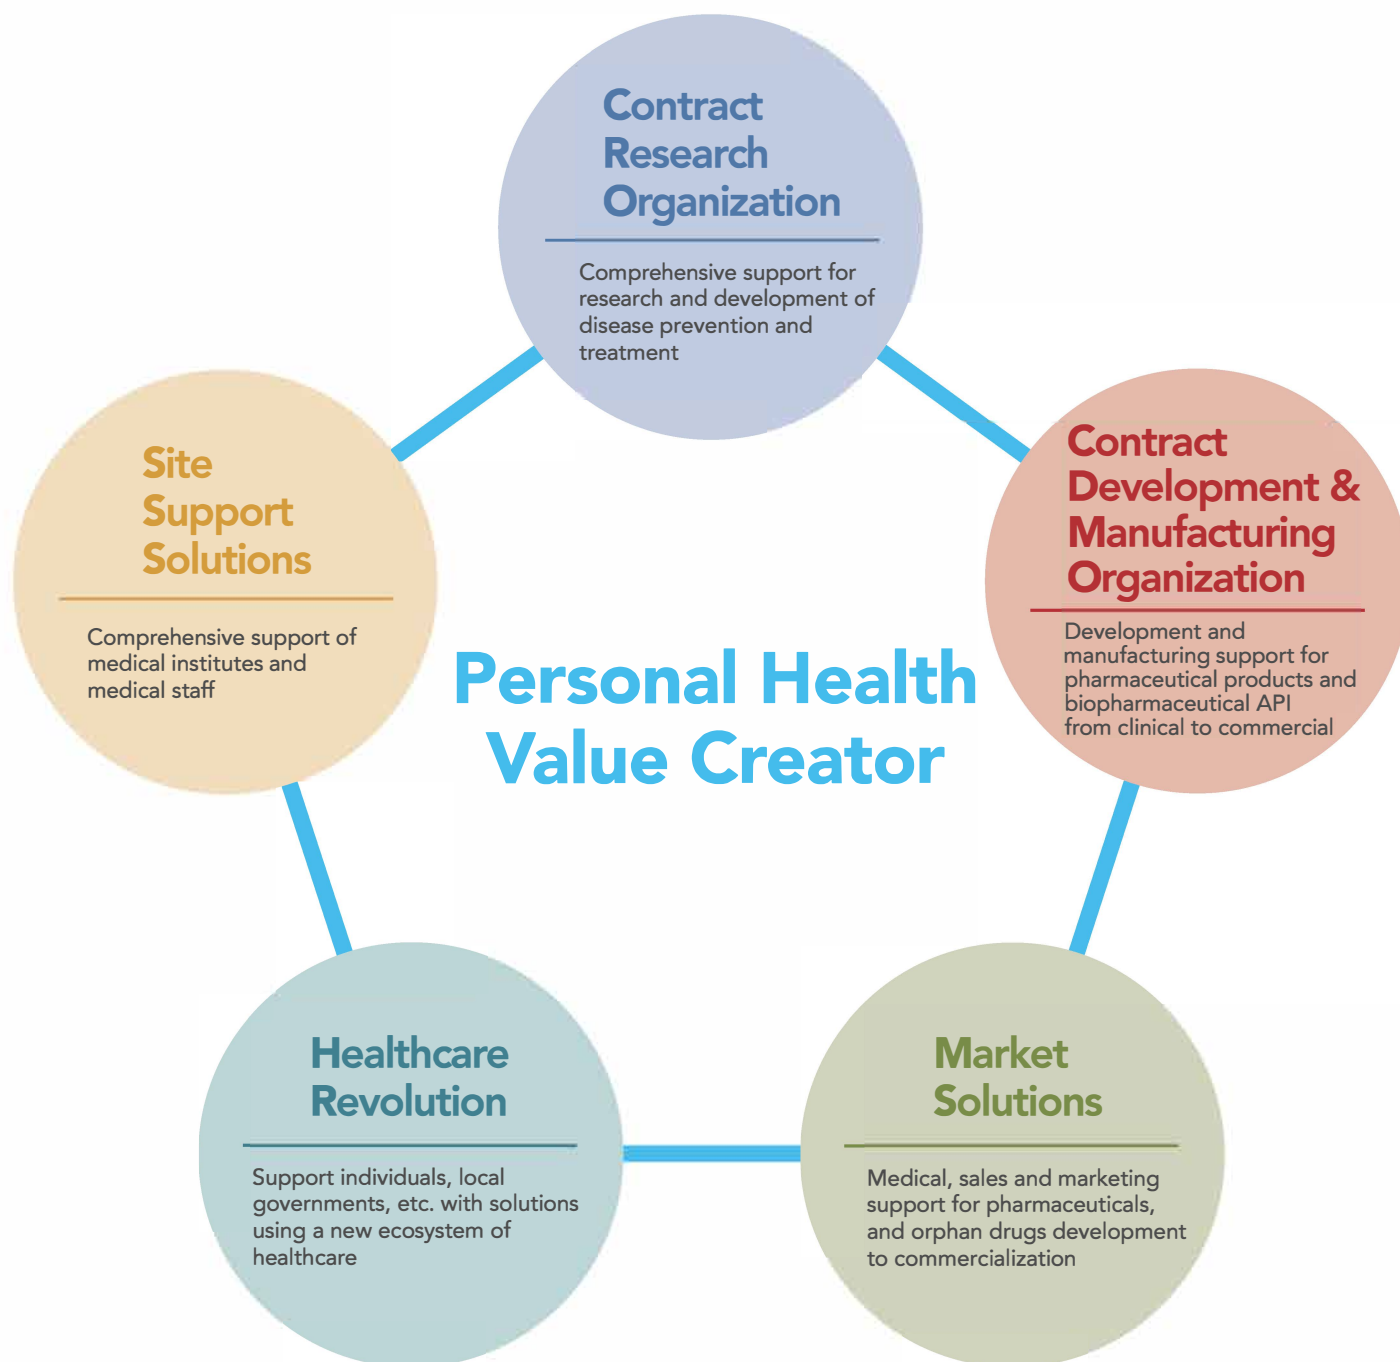 Contract
Research
Organization
Comprehensive support for
research and development of
disease prevention and
treatment
Contract
Development &
Manufacturing
Organization
Development and
manufacturing support for
pharmaceutical products and
biopharmaceutical API
from clinical to commercial
Site
Support
Solutions
Comprehensive support of
medical institutes and
medical staff
Personal Health
Value Creator
Healthcare
Revolution
Support individuals, local
governments, etc. with solutions
using a new ecosystem of
healthcare
Market
Solutions
Medical, sales and marketing
support for pharmaceuticals,
and orphan drugs development
to commercialization